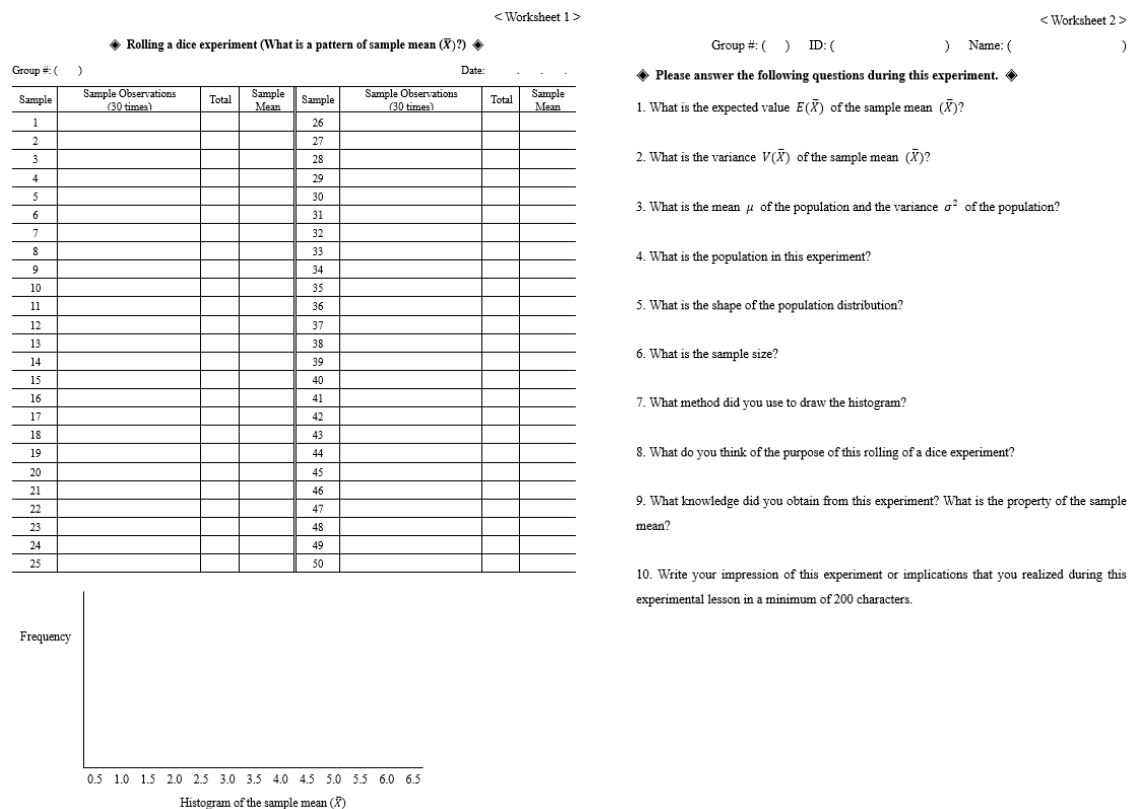 < Worksheet 1 >
◈ Rolling a dice experiment (What is a pattern of sample mean (X̄)?) ◈
Group #: ( ) Date: . . .
Sample Sample Observations (30 times) Total Sample Mean Sample Sample Observations (30 times) Total Sample Mean
1 26
2 27
3 28
4 29
5 30
6 31
7 32
8 33
9 34
10 35
11 36
12 37
13 38
14 39
15 40
16 41
17 42
18 43
19 44
20 45
21 46
22 47
23 48
24 49
25 50
Frequency
0.5 1.0 1.5 2.0 2.5 3.0 3.5 4.0 4.5 5.0 5.5 6.0 6.5
Histogram of the sample mean (X̄)
< Worksheet 2 >
Group #: ( ) ID: ( ) Name: ( )
◈ Please answer the following questions during this experiment. ◈
1. What is the expected value E(X̄) of the sample mean (X̄)?
2. What is the variance V(X̄) of the sample mean (X̄)?
3. What is the mean μ of the population and the variance σ² of the population?
4. What is the population in this experiment?
5. What is the shape of the population distribution?
6. What is the sample size?
7. What method did you use to draw the histogram?
8. What do you think of the purpose of this rolling of a dice experiment?
9. What knowledge did you obtain from this experiment? What is the property of the sample
mean?
10. Write your impression of this experiment or implications that you realized during this
experimental lesson in a minimum of 200 characters.